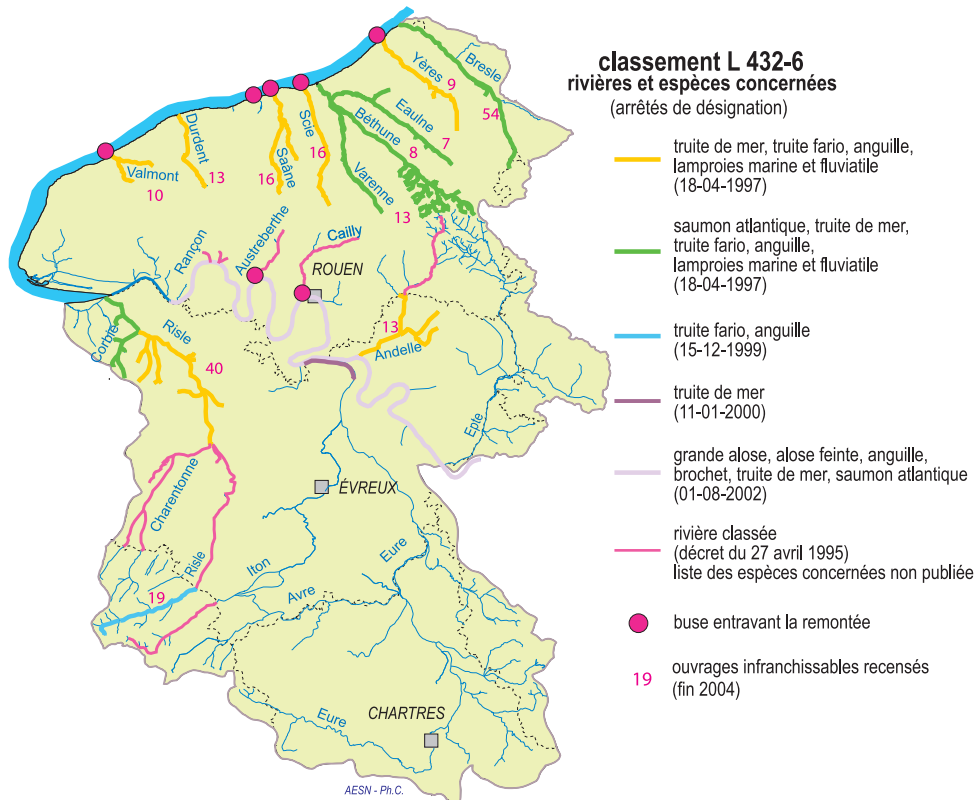 classement L 432-6
rivières et espèces concernées
(arrêtés de désignation)
truite de mer, truite fario, anguille,
lamproies marine et fluviatile
(18-04-1997)
saumon atlantique, truite de mer,
truite fario, anguille,
lamproies marine et fluviatile
(18-04-1997)
truite fario, anguille
(15-12-1999)
truite de mer
(11-01-2000)
grande alose, alose feinte, anguille,
brochet, truite de mer, saumon atlantique
(01-08-2002)
rivière classée
(décret du 27 avril 1995)
liste des espèces concernées non publiée
buse entravant la remontée
19 ouvrages infranchissables recensés
(fin 2004)
Bresle
54
Yères
9
Eaulne
7
Béthune
8
Varenne
13
Scie
16
Saâne
16
Durdent
13
Valmont
10
Rançon
Austreberthe
Cailly
ROUEN
13
Andelle
Epte
Corbie
Risle
40
Charentonne
Risle
19
ÉVREUX
Iton
Avre
Eure
Eure
CHARTRES
AESN - Ph.C.